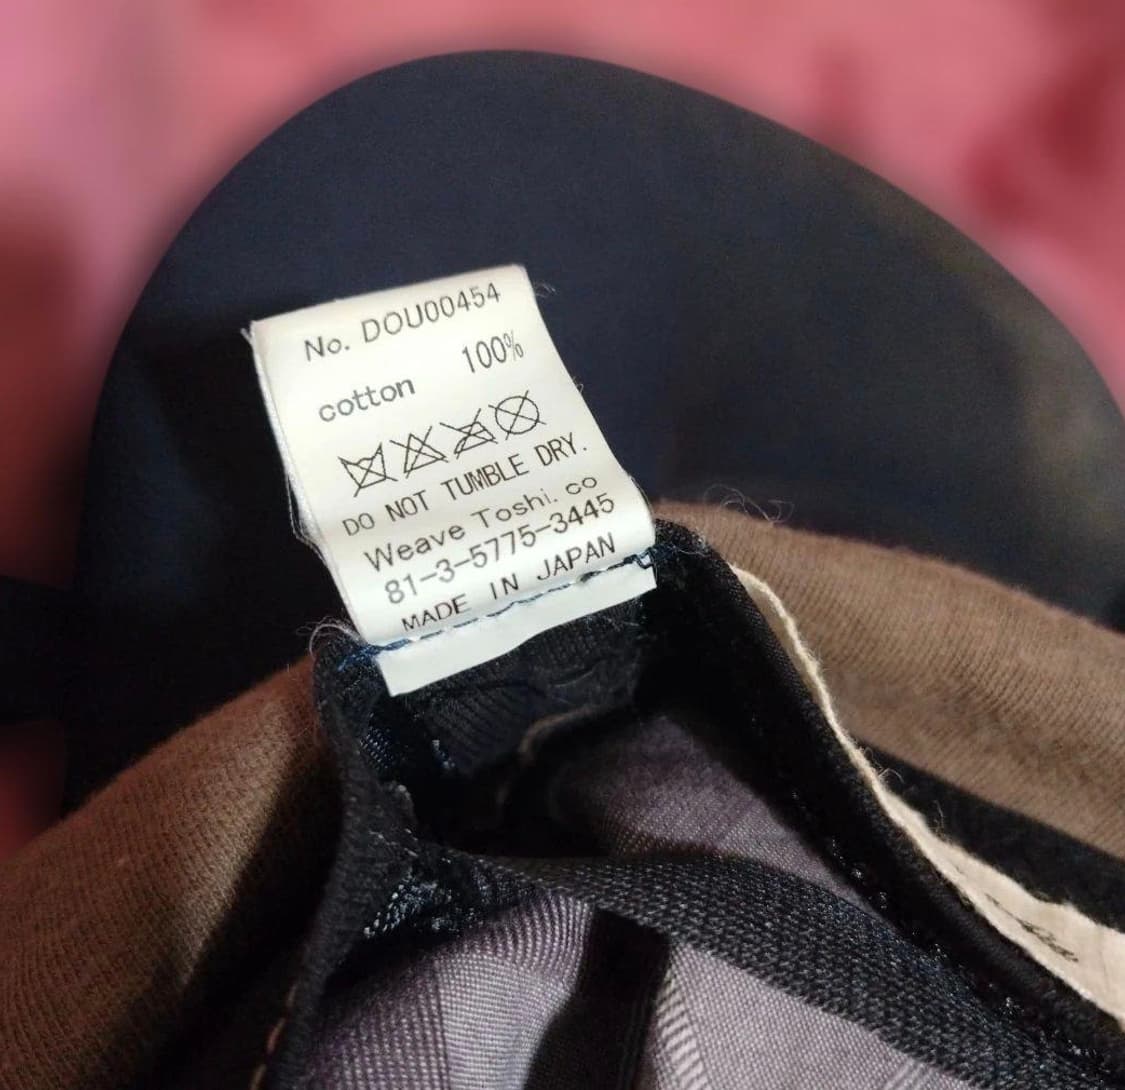 No. DOU00454
cotton 100%
DO NOT TUMBLE DRY.
Weave Toshi. co
81-3-5775-3445
MADE IN JAPAN